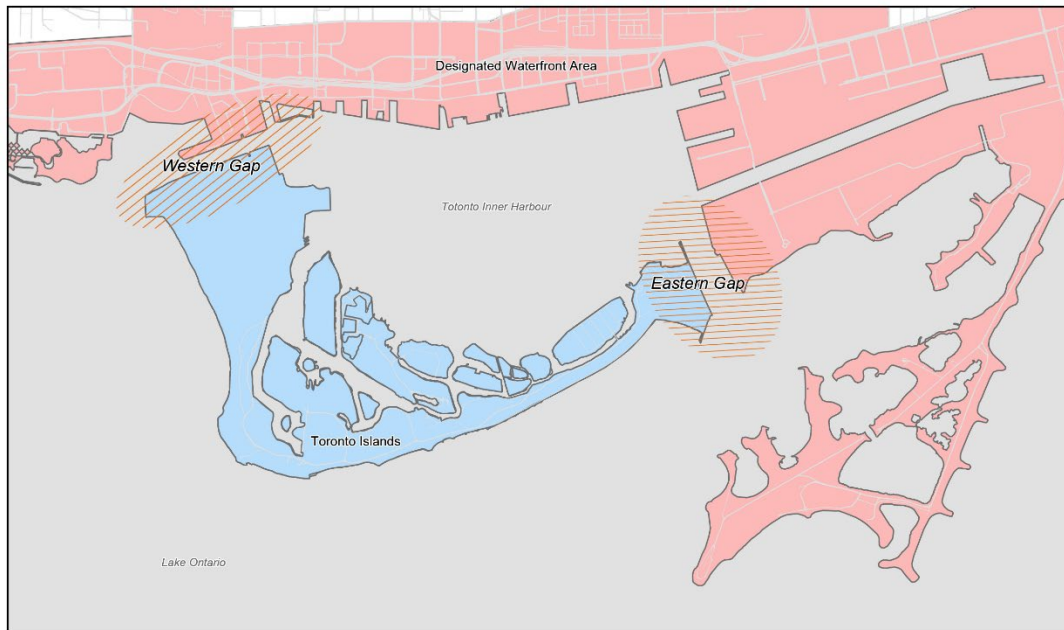 Designated Waterfront Area
Western Gap
Totonto Inner Harbour
Eastern Gap
Toronto Islands
Lake Ontario